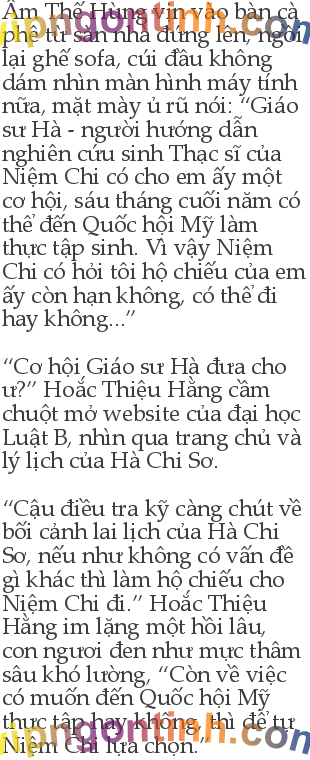 Âm Thế Hùng vịn vào bàn cà
phê từ sàn nhà đứng lên, ngồi
lại ghế sofa, cúi đầu không
dám nhìn màn hình máy tính
nữa, mặt mày ủ rũ nói: “Giáo
sư Hà - người hướng dẫn
nghiên cứu sinh Thạc sĩ của
Niệm Chi có cho em ấy một
cơ hội, sáu tháng cuối năm có
thể đến Quốc hội Mỹ làm
thực tập sinh. Vì vậy Niệm
Chi có hỏi tôi hộ chiếu của em
ấy còn hạn không, có thể đi
hay không...”
“Cơ hội Giáo sư Hà đưa cho
ư?” Hoắc Thiệu Hằng cầm
chuột mở website của đại học
Luật B, nhìn qua trang chủ và
lý lịch của Hà Chi Sơ.
“Cậu điều tra kỹ càng chút về
bối cảnh lai lịch của Hà Chi
Sơ, nếu như không có vấn đề
gì khác thì làm hộ chiếu cho
Niệm Chi đi.” Hoắc Thiệu
Hằng im lặng một hồi lâu,
con ngươi đen như mực thâm
sâu khó lường, “Còn về việc
có muốn đến Quốc hội Mỹ
thực tập hay không, thì để tự
Niệm Chi lựa chọn.”
upngontinh.com
upngontinh.com